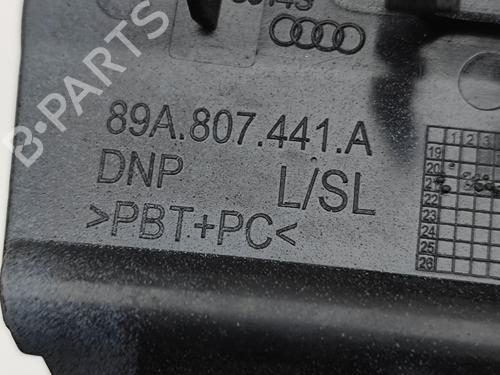 B-PARTS
89A.807.441.A
DNP L/SL
>PBT+PC<
1 2 3
19
20
21
22
23
24
25
26